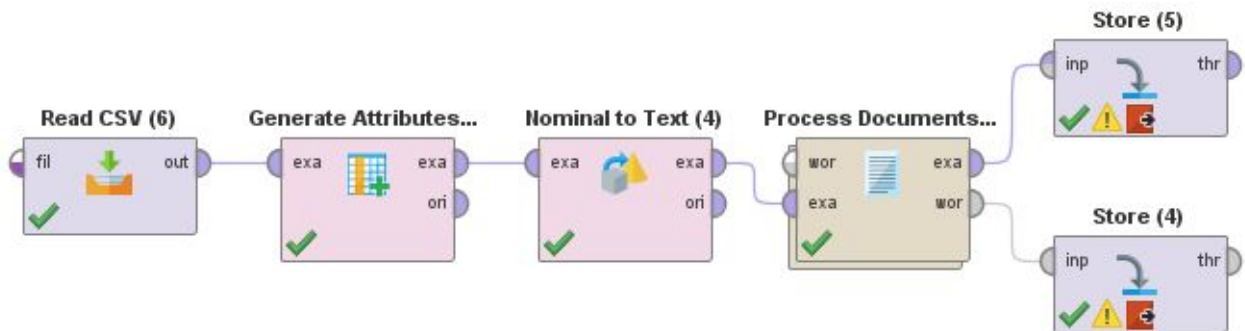 Store (5)
inp thr
Read CSV (6) Generate Attributes... Nominal to Text (4) Process Documents...
fil out exa exa exa exa wor exa
ori ori exa wor
Store (4)
inp thr